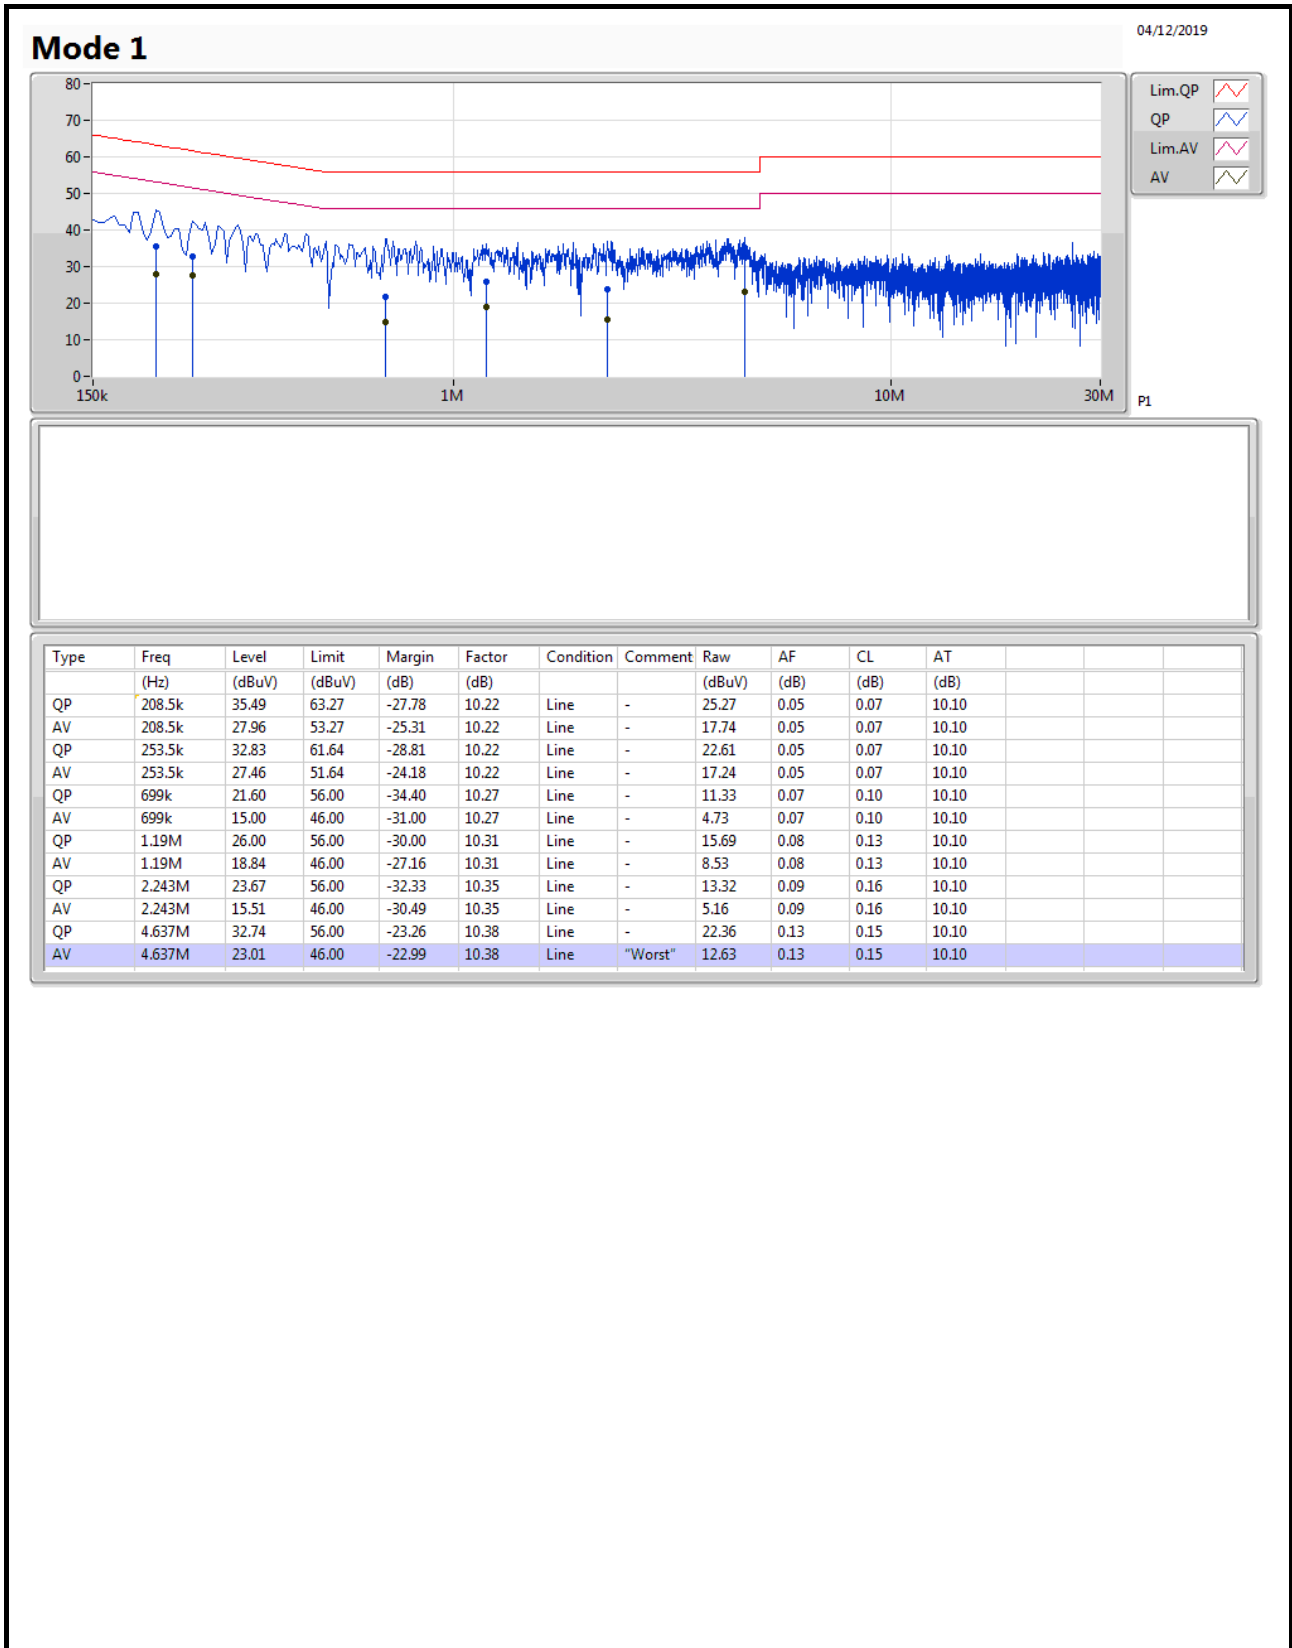 04/12/2019
Mode 1
80
70
60
50
40
30
20
10
0
150k 1M 10M 30M
Lim.QP
QP
Lim.AV
AV
P1
Type Freq Level Limit Margin Factor Condition Comment Raw AF CL AT
(Hz) (dBuV) (dBuV) (dB) (dB) (dBuV) (dB) (dB) (dB)
QP 208.5k 35.49 63.27 -27.78 10.22 Line - 25.27 0.05 0.07 10.10
AV 208.5k 27.96 53.27 -25.31 10.22 Line - 17.74 0.05 0.07 10.10
QP 253.5k 32.83 61.64 -28.81 10.22 Line - 22.61 0.05 0.07 10.10
AV 253.5k 27.46 51.64 -24.18 10.22 Line - 17.24 0.05 0.07 10.10
QP 699k 21.60 56.00 -34.40 10.27 Line - 11.33 0.07 0.10 10.10
AV 699k 15.00 46.00 -31.00 10.27 Line - 4.73 0.07 0.10 10.10
QP 1.19M 26.00 56.00 -30.00 10.31 Line - 15.69 0.08 0.13 10.10
AV 1.19M 18.84 46.00 -27.16 10.31 Line - 8.53 0.08 0.13 10.10
QP 2.243M 23.67 56.00 -32.33 10.35 Line - 13.32 0.09 0.16 10.10
AV 2.243M 15.51 46.00 -30.49 10.35 Line - 5.16 0.09 0.16 10.10
QP 4.637M 32.74 56.00 -23.26 10.38 Line - 22.36 0.13 0.15 10.10
AV 4.637M 23.01 46.00 -22.99 10.38 Line "Worst" 12.63 0.13 0.15 10.10